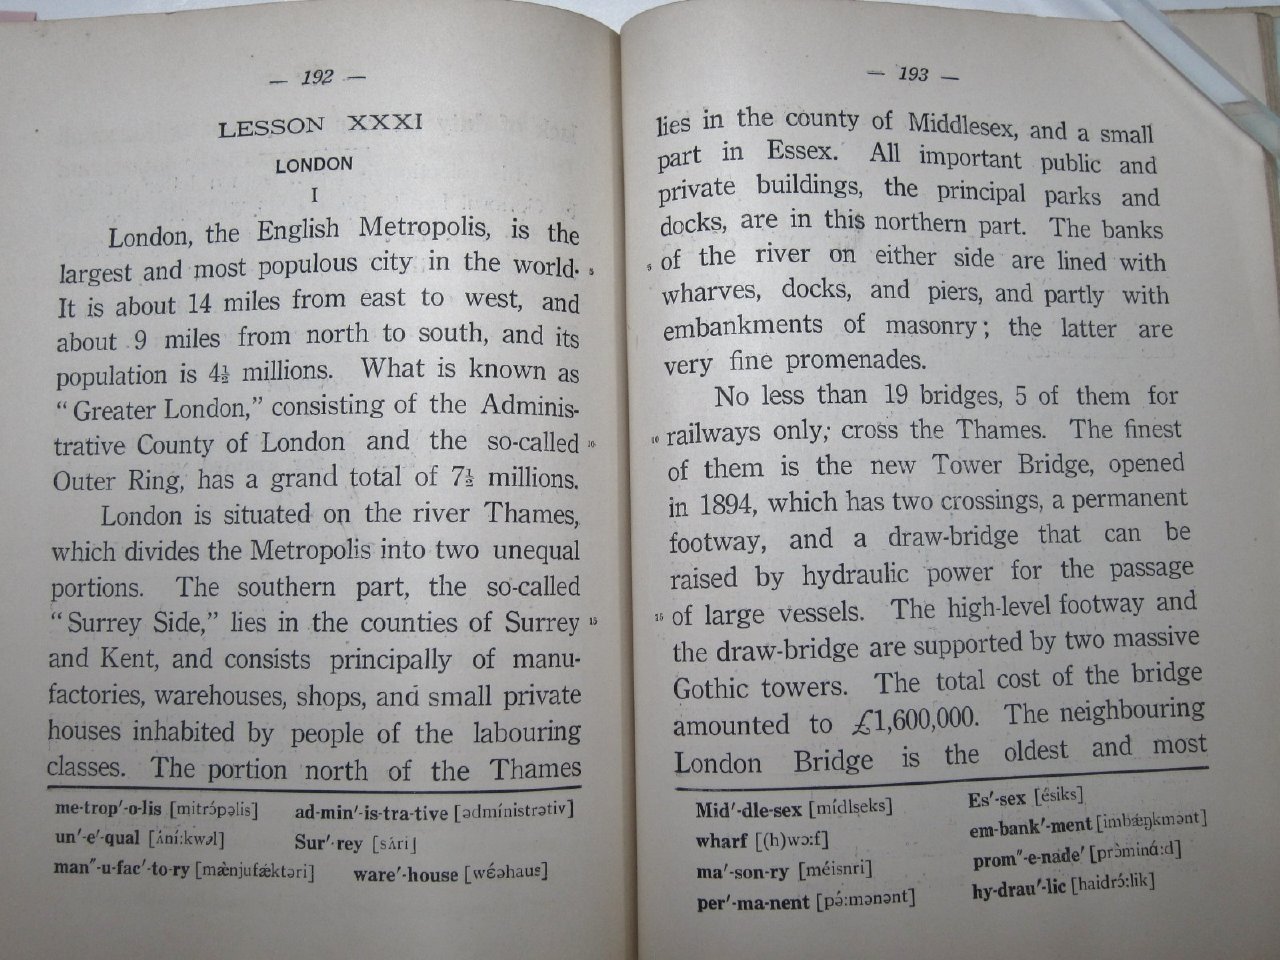 — 192 —
LESSON XXXI
LONDON
I
London, the English Metropolis, is the
largest and most populous city in the world. 5
It is about 14 miles from east to west, and
about 9 miles from north to south, and its
population is 4½ millions. What is known as
“Greater London,” consisting of the Adminis-
trative County of London and the so-called 10
Outer Ring, has a grand total of 7½ millions.
London is situated on the river Thames,
which divides the Metropolis into two unequal
portions. The southern part, the so-called
“Surrey Side,” lies in the counties of Surrey 15
and Kent, and consists principally of manu-
factories, warehouses, shops, and small private
houses inhabited by people of the labouring
classes. The portion north of the Thames
me-trop′-o-lis [mitrɔ́pəlis] ad-min′-is-tra-tive [ədmínistrətiv]
un′-e′-qual [ʌ́ní:kwəl] Sur′-rey [sʌ́ri]
man″-u-fac′-to-ry [mæ̀njufǽktəri] ware′-house [wɛ́əhaus]
— 193 —
lies in the county of Middlesex, and a small
part in Essex. All important public and
private buildings, the principal parks and
docks, are in this northern part. The banks
5 of the river on either side are lined with
wharves, docks, and piers, and partly with
embankments of masonry; the latter are
very fine promenades.
No less than 19 bridges, 5 of them for
10 railways only, cross the Thames. The finest
of them is the new Tower Bridge, opened
in 1894, which has two crossings, a permanent
footway, and a draw-bridge that can be
raised by hydraulic power for the passage
15 of large vessels. The high-level footway and
the draw-bridge are supported by two massive
Gothic towers. The total cost of the bridge
amounted to £1,600,000. The neighbouring
London Bridge is the oldest and most
Mid′-dle-sex [mídlseks] Es′-sex [ésiks]
wharf [(h)wɔ:f] em-bank′-ment [imbǽŋkmənt]
ma′-son-ry [méisnri] prom″-e-nade′ [prɔ̀miná:d]
per′-ma-nent [pə́:mənənt] hy-drau′-lic [haidrɔ́:lik]